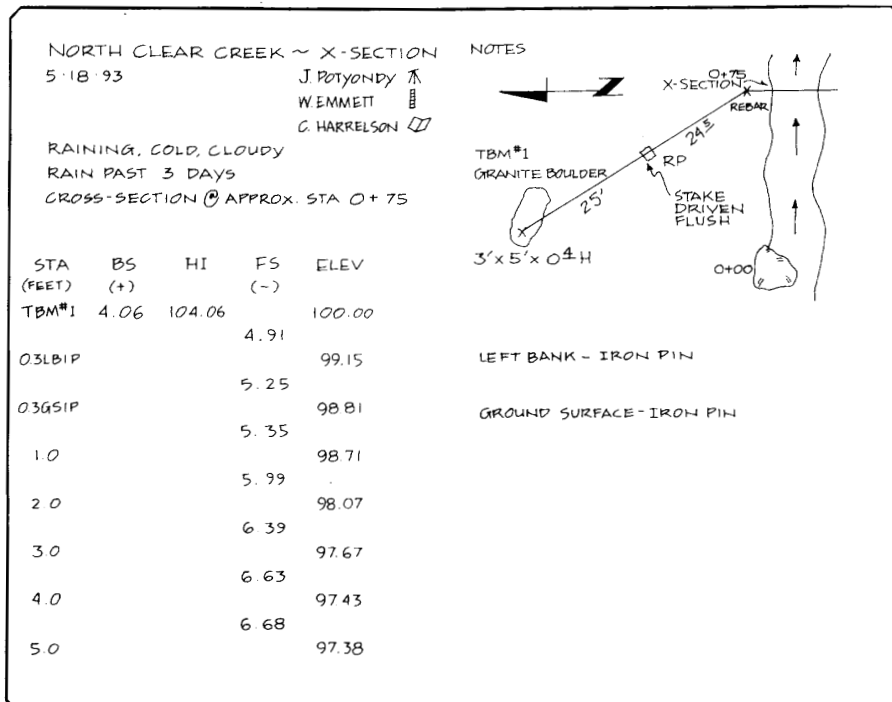 NORTH CLEAR CREEK ~ X-SECTION
5·18·93
J. POTYONDY
W. EMMETT
C. HARRELSON
RAINING, COLD, CLOUDY
RAIN PAST 3 DAYS
CROSS-SECTION @ APPROX. STA 0+75
STA BS HI FS ELEV
(FEET) (+) (-)
TBM#1 4.06 104.06 100.00
4.91
0.3LBIP 99.15
5.25
0.3GSIP 98.81
5.35
1.0 98.71
5.99
2.0 98.07
6.39
3.0 97.67
6.63
4.0 97.43
6.68
5.0 97.38
NOTES
Z
0+75
X-SECTION
X
REBAR
24.5
RP
TBM#1
GRANITE BOULDER
25'
STAKE
DRIVEN
FLUSH
X
3' x 5' x 0.4 H
0+00
LEFT BANK - IRON PIN
GROUND SURFACE - IRON PIN